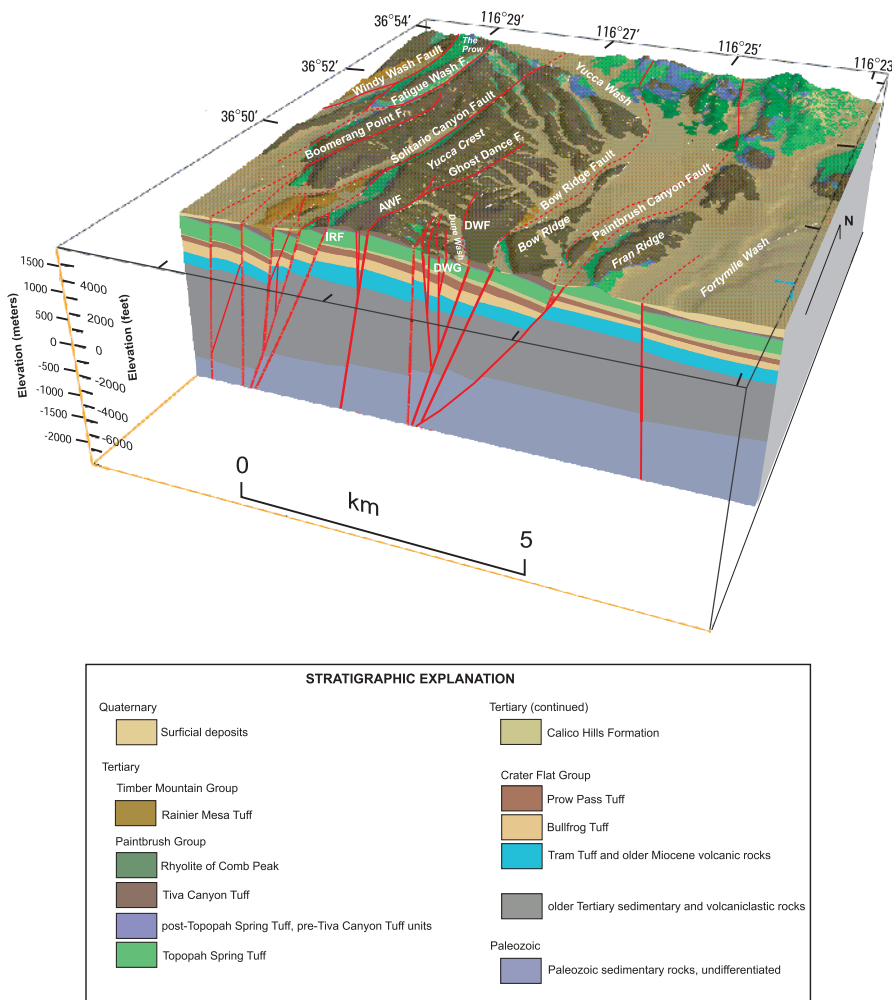 36°54'
116°29'
116°27'
116°25'
116°23
36°52'
36°50'
The
Prow
Windy Wash Fault
Fatigue Wash F.
Yucca Wash
Boomerang Point F.
Solitario Canyon Fault
Yucca Crest
Ghost Dance F.
Bow Ridge Fault
AWF
Paintbrush Canyon Fault
Dune Wash
DWF
Bow Ridge
IRF
Fran Ridge
DWG
Fortymile Wash
N
Elevation (meters)
1500
1000
500
0
-500
-1000
-1500
-2000
Elevation (feet)
4000
2000
0
-2000
-4000
-6000
0
km
5
STRATIGRAPHIC EXPLANATION
Quaternary
Surficial deposits
Tertiary
Timber Mountain Group
Rainier Mesa Tuff
Paintbrush Group
Rhyolite of Comb Peak
Tiva Canyon Tuff
post-Topopah Spring Tuff, pre-Tiva Canyon Tuff units
Topopah Spring Tuff
Tertiary (continued)
Calico Hills Formation
Crater Flat Group
Prow Pass Tuff
Bullfrog Tuff
Tram Tuff and older Miocene volcanic rocks
older Tertiary sedimentary and volcaniclastic rocks
Paleozoic
Paleozoic sedimentary rocks, undifferentiated